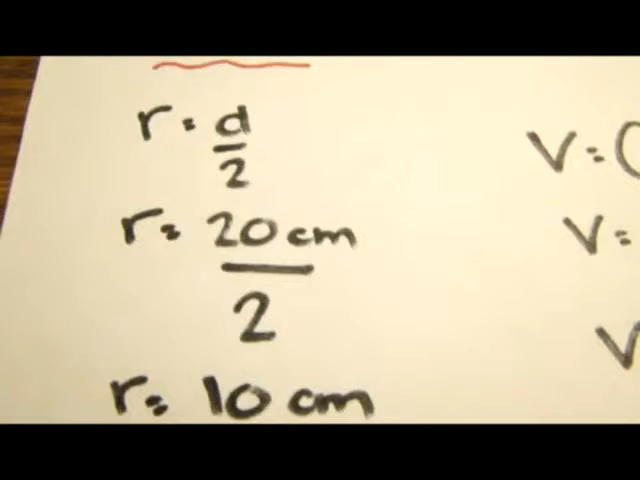 r = d/2
r = 20 cm/2
r = 10 cm
V = (
V =
V